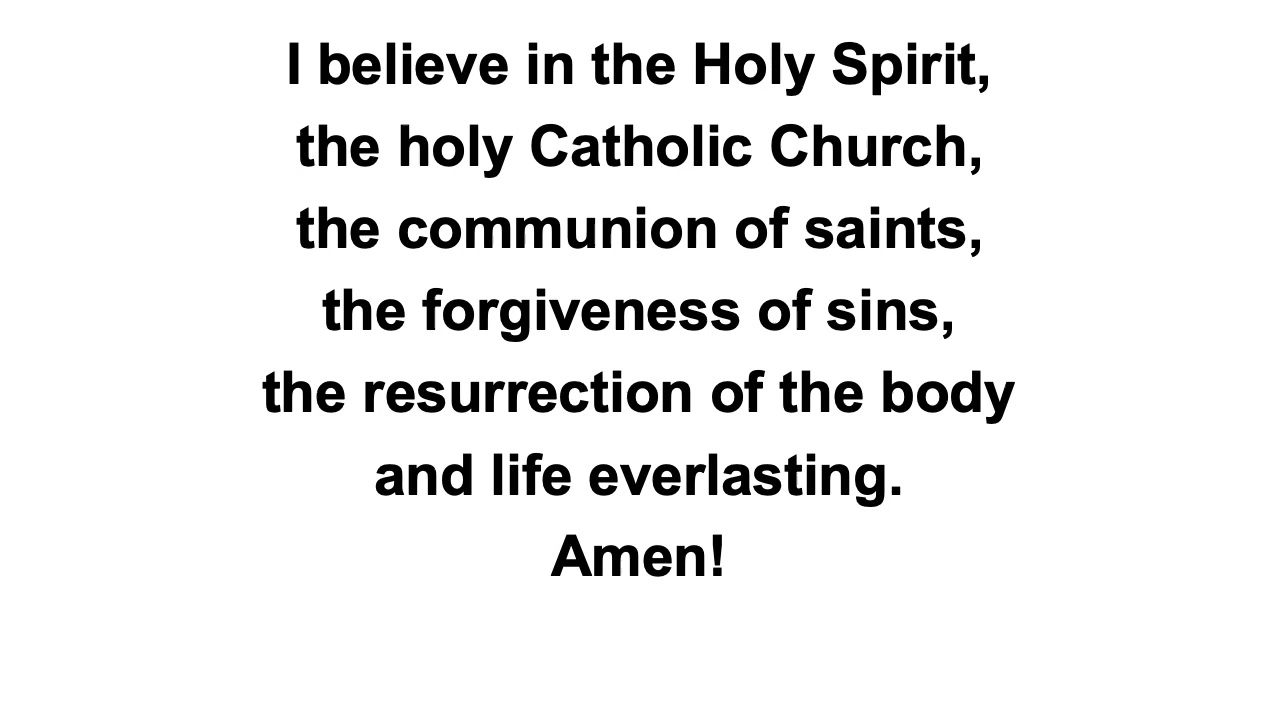 I believe in the Holy Spirit,
the holy Catholic Church,
the communion of saints,
the forgiveness of sins,
the resurrection of the body
and life everlasting.
Amen!